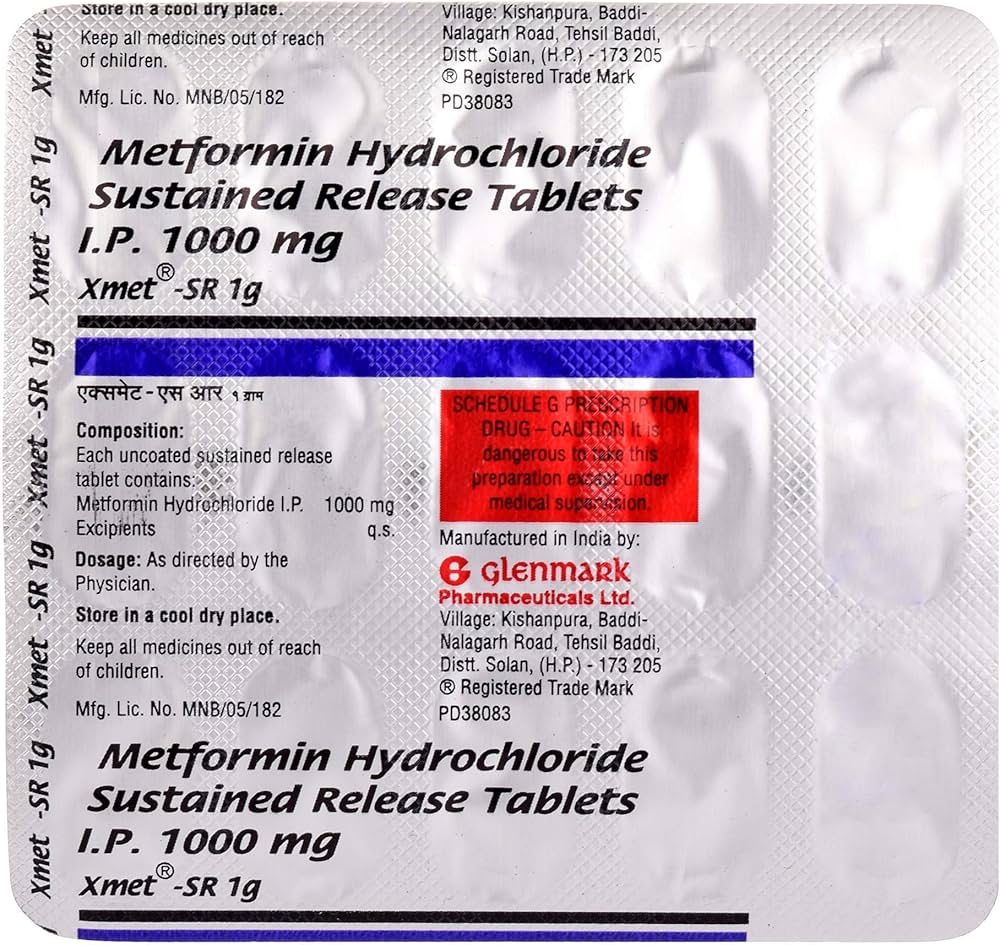 Store in a cool dry place.
Keep all medicines out of reach
of children.
Mfg. Lic. No. MNB/05/182
Village: Kishanpura, Baddi-
Nalagarh Road, Tehsil Baddi,
Distt. Solan, (H.P.) - 173 205
® Registered Trade Mark
PD38083
Metformin Hydrochloride
Sustained Release Tablets
I.P. 1000 mg
Xmet®-SR 1g
एक्समेट-एस आर १ ग्राम
Composition:
Each uncoated sustained release
tablet contains:
Metformin Hydrochloride I.P. 1000 mg
Excipients q.s.
Dosage: As directed by the
Physician.
Store in a cool dry place.
Keep all medicines out of reach
of children.
Mfg. Lic. No. MNB/05/182
SCHEDULE G PRESCRIPTION
DRUG – CAUTION It is
dangerous to take this
preparation except under
medical supervision.
Manufactured in India by:
G glenmark
Pharmaceuticals Ltd.
Village: Kishanpura, Baddi-
Nalagarh Road, Tehsil Baddi,
Distt. Solan, (H.P.) - 173 205
® Registered Trade Mark
PD38083
Metformin Hydrochloride
Sustained Release Tablets
I.P. 1000 mg
Xmet®-SR 1g
Xmet -SR 1g Xmet -SR 1g Xmet -SR 1g Xmet -SR 1g Xmet